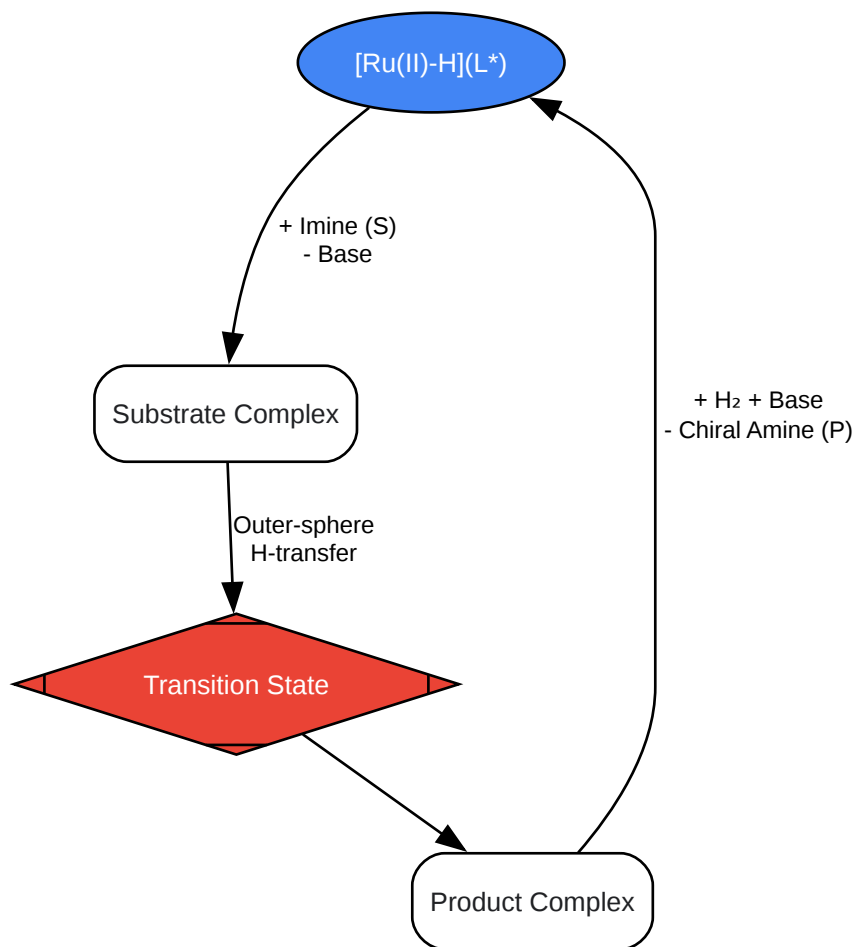 [Ru(II)-H](L*)
+ Imine (S)
- Base
Substrate Complex
+ H₂ + Base
- Chiral Amine (P)
Outer-sphere
H-transfer
Transition State
Product Complex